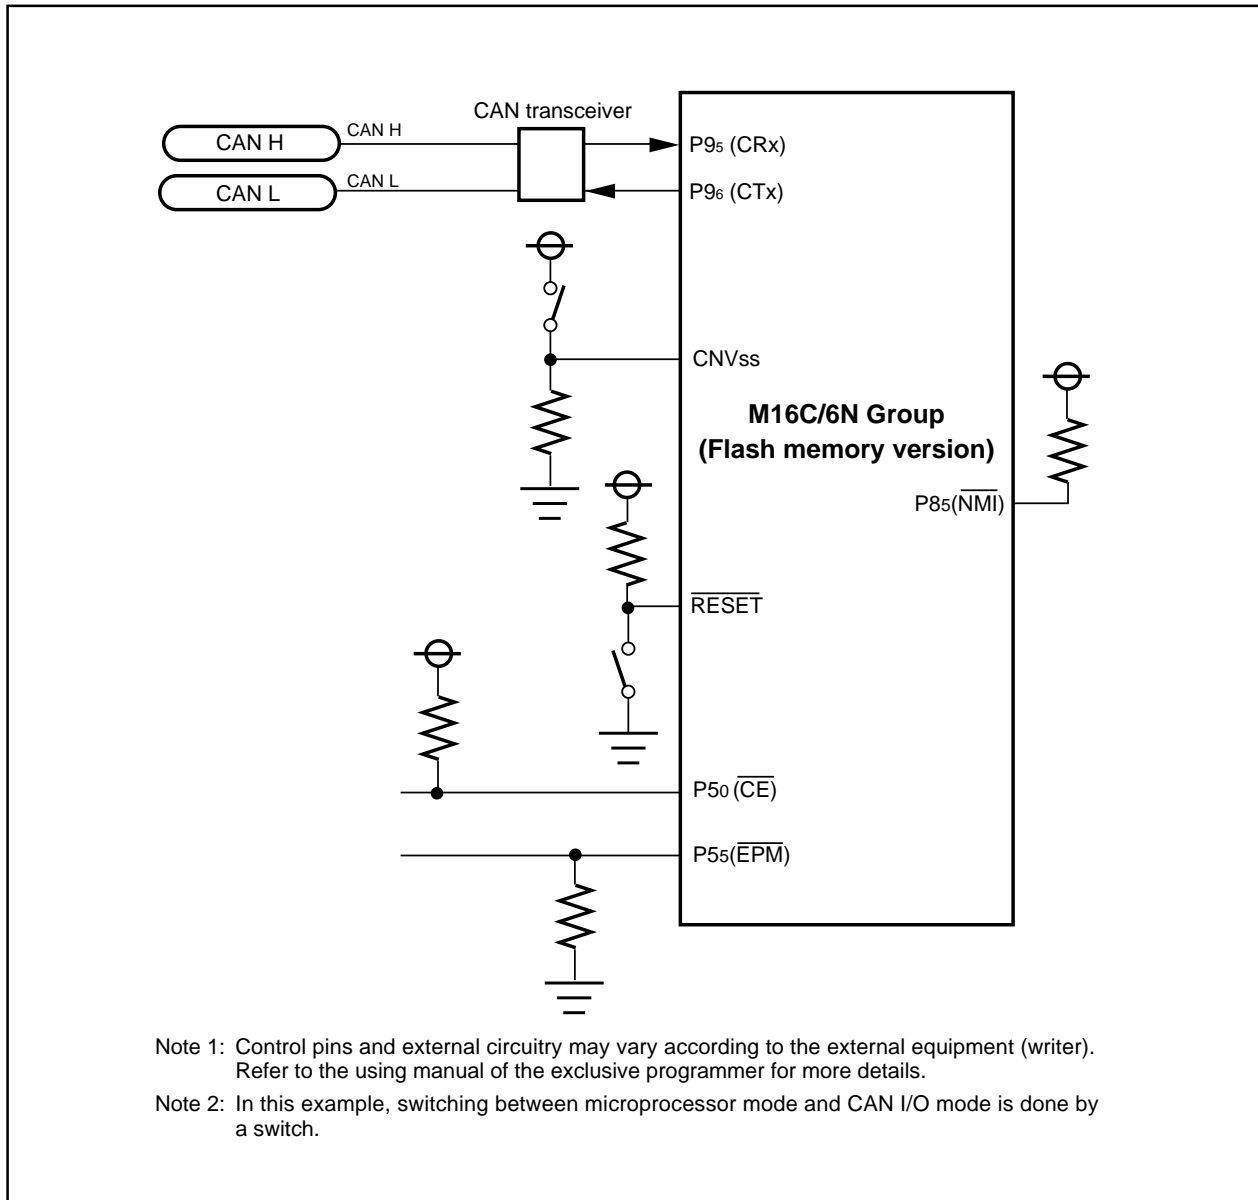 CAN transceiver
CAN H
CAN H
P95 (CRx)
CAN L
CAN L
P96 (CTx)
CNVss
M16C/6N Group
(Flash memory version)
P85(NMI)
RESET
P50 (CE)
P55(EPM)
Note 1: Control pins and external circuitry may vary according to the external equipment (writer).
Refer to the using manual of the exclusive programmer for more details.
Note 2: In this example, switching between microprocessor mode and CAN I/O mode is done by
a switch.